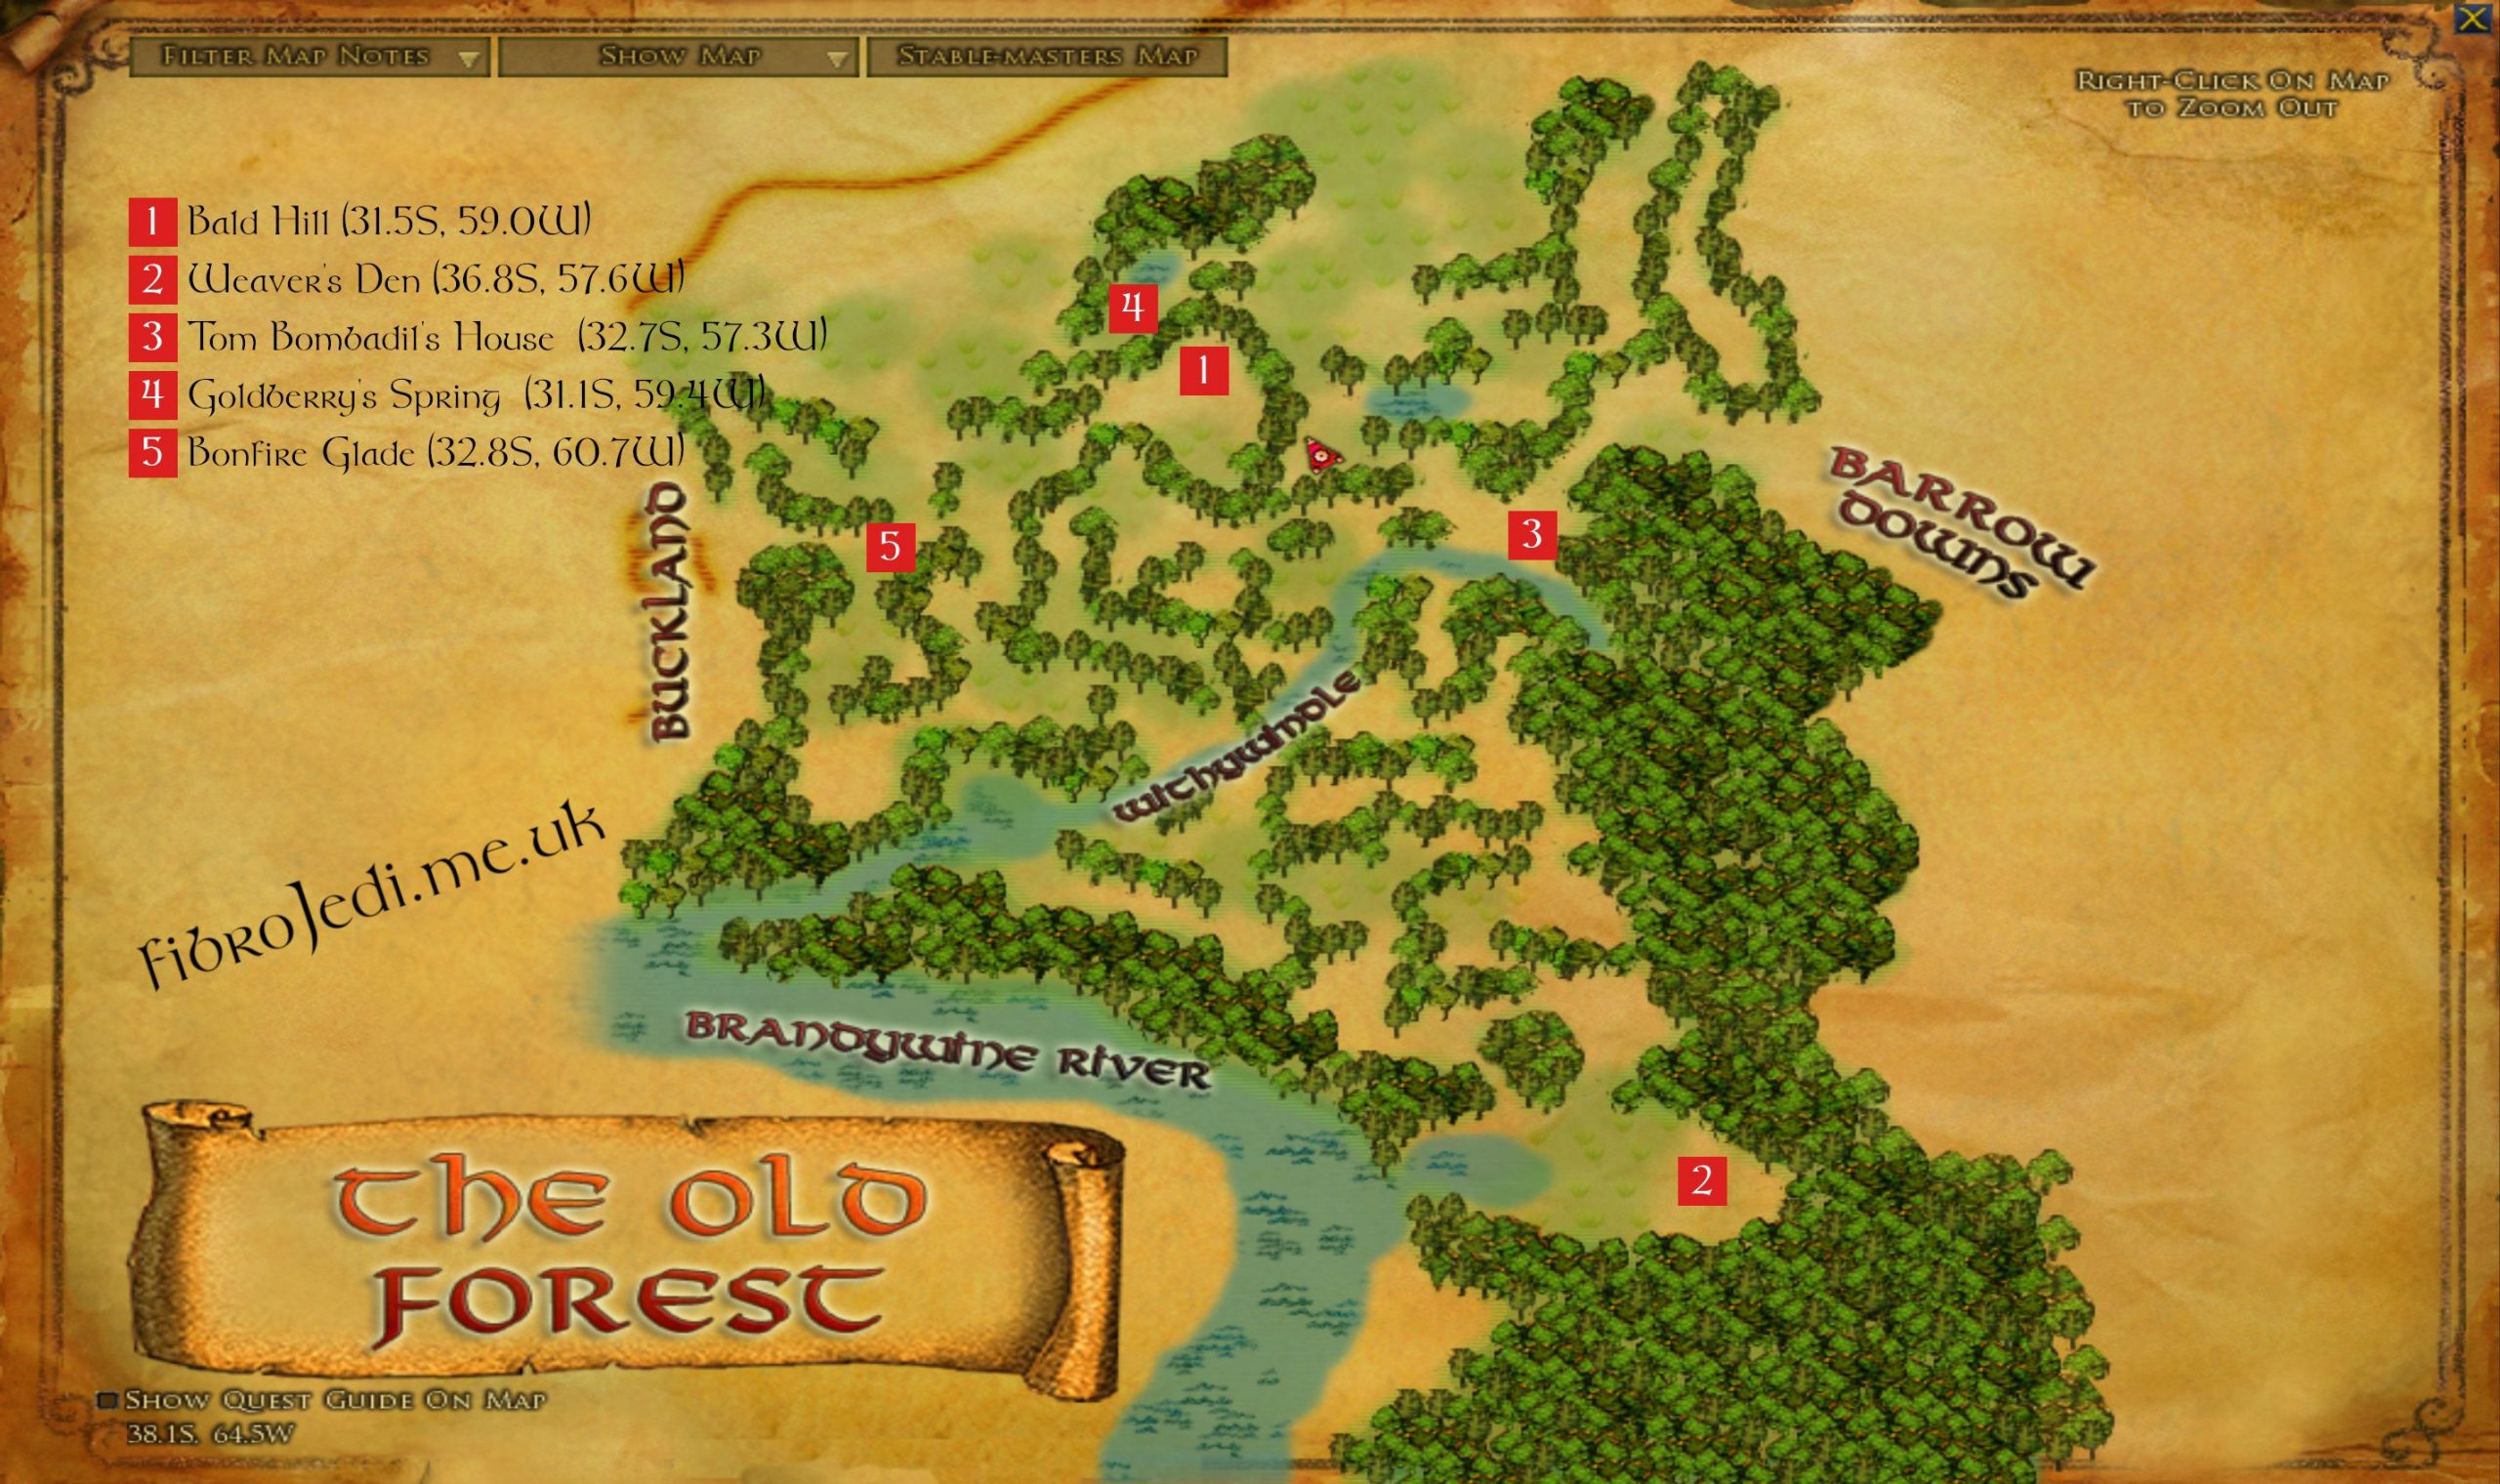 Filter Map Notes
Show Map
Stable-masters Map
Right-Click On Map
to Zoom Out
1 Bald Hill (31.5S, 59.0W)
2 Weaver's Den (36.8S, 57.6W)
3 Tom Bombadil's House (32.7S, 57.3W)
4 Goldberry's Spring (31.1S, 59.4W)
5 Bonfire Glade (32.8S, 60.7W)
4
1
5
3
2
Buckland
Barrow
Downs
Withywindle
FibroJedi.me.uk
Brandywine River
The Old
Forest
Show Quest Guide On Map
38.1S, 64.5W